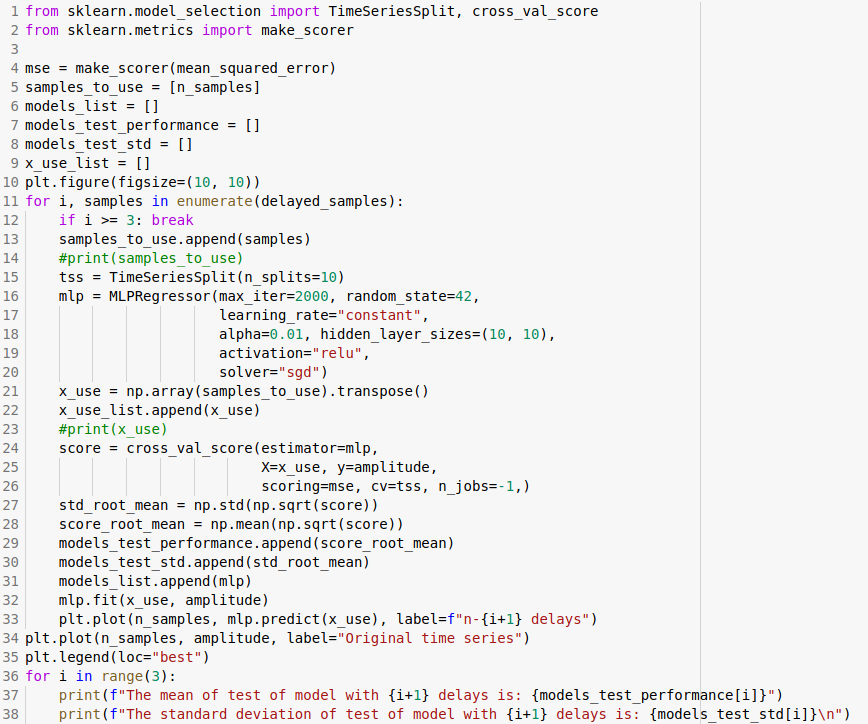 1 from sklearn.model_selection import TimeSeriesSplit, cross_val_score
2 from sklearn.metrics import make_scorer
3
4 mse = make_scorer(mean_squared_error)
5 samples_to_use = [n_samples]
6 models_list = []
7 models_test_performance = []
8 models_test_std = []
9 x_use_list = []
10 plt.figure(figsize=(10, 10))
11 for i, samples in enumerate(delayed_samples):
12     if i >= 3: break
13     samples_to_use.append(samples)
14     #print(samples_to_use)
15     tss = TimeSeriesSplit(n_splits=10)
16     mlp = MLPRegressor(max_iter=2000, random_state=42,
17                        learning_rate="constant",
18                        alpha=0.01, hidden_layer_sizes=(10, 10),
19                        activation="relu",
20                        solver="sgd")
21     x_use = np.array(samples_to_use).transpose()
22     x_use_list.append(x_use)
23     #print(x_use)
24     score = cross_val_score(estimator=mlp,
25                             X=x_use, y=amplitude,
26                             scoring=mse, cv=tss, n_jobs=-1,)
27     std_root_mean = np.std(np.sqrt(score))
28     score_root_mean = np.mean(np.sqrt(score))
29     models_test_performance.append(score_root_mean)
30     models_test_std.append(std_root_mean)
31     models_list.append(mlp)
32     mlp.fit(x_use, amplitude)
33     plt.plot(n_samples, mlp.predict(x_use), label=f"n-{i+1} delays")
34 plt.plot(n_samples, amplitude, label="Original time series")
35 plt.legend(loc="best")
36 for i in range(3):
37     print(f"The mean of test of model with {i+1} delays is: {models_test_performance[i]}")
38     print(f"The standard deviation of test of model with {i+1} delays is: {models_test_std[i]}\n")